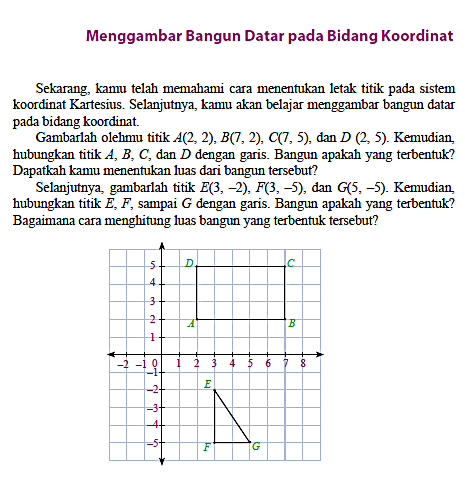 Menggambar Bangun Datar pada Bidang Koordinat
Sekarang, kamu telah memahami cara menentukan letak titik pada sistem
koordinat Kartesius. Selanjutnya, kamu akan belajar menggambar bangun datar
pada bidang koordinat.
Gambarlah olehmu titik A(2, 2), B(7, 2), C(7, 5), dan D (2, 5). Kemudian,
hubungkan titik A, B, C, dan D dengan garis. Bangun apakah yang terbentuk?
Dapatkah kamu menentukan luas dari bangun tersebut?
Selanjutnya, gambarlah titik E(3, –2), F(3, –5), dan G(5, –5). Kemudian,
hubungkan titik E, F, sampai G dengan garis. Bangun apakah yang terbentuk?
Bagaimana cara menghitung luas bangun yang terbentuk tersebut?
5 D C
4
3
2 A B
1
–2 –1 0 1 2 3 4 5 6 7 8
–1
–2 E
–3
–4
–5 F G